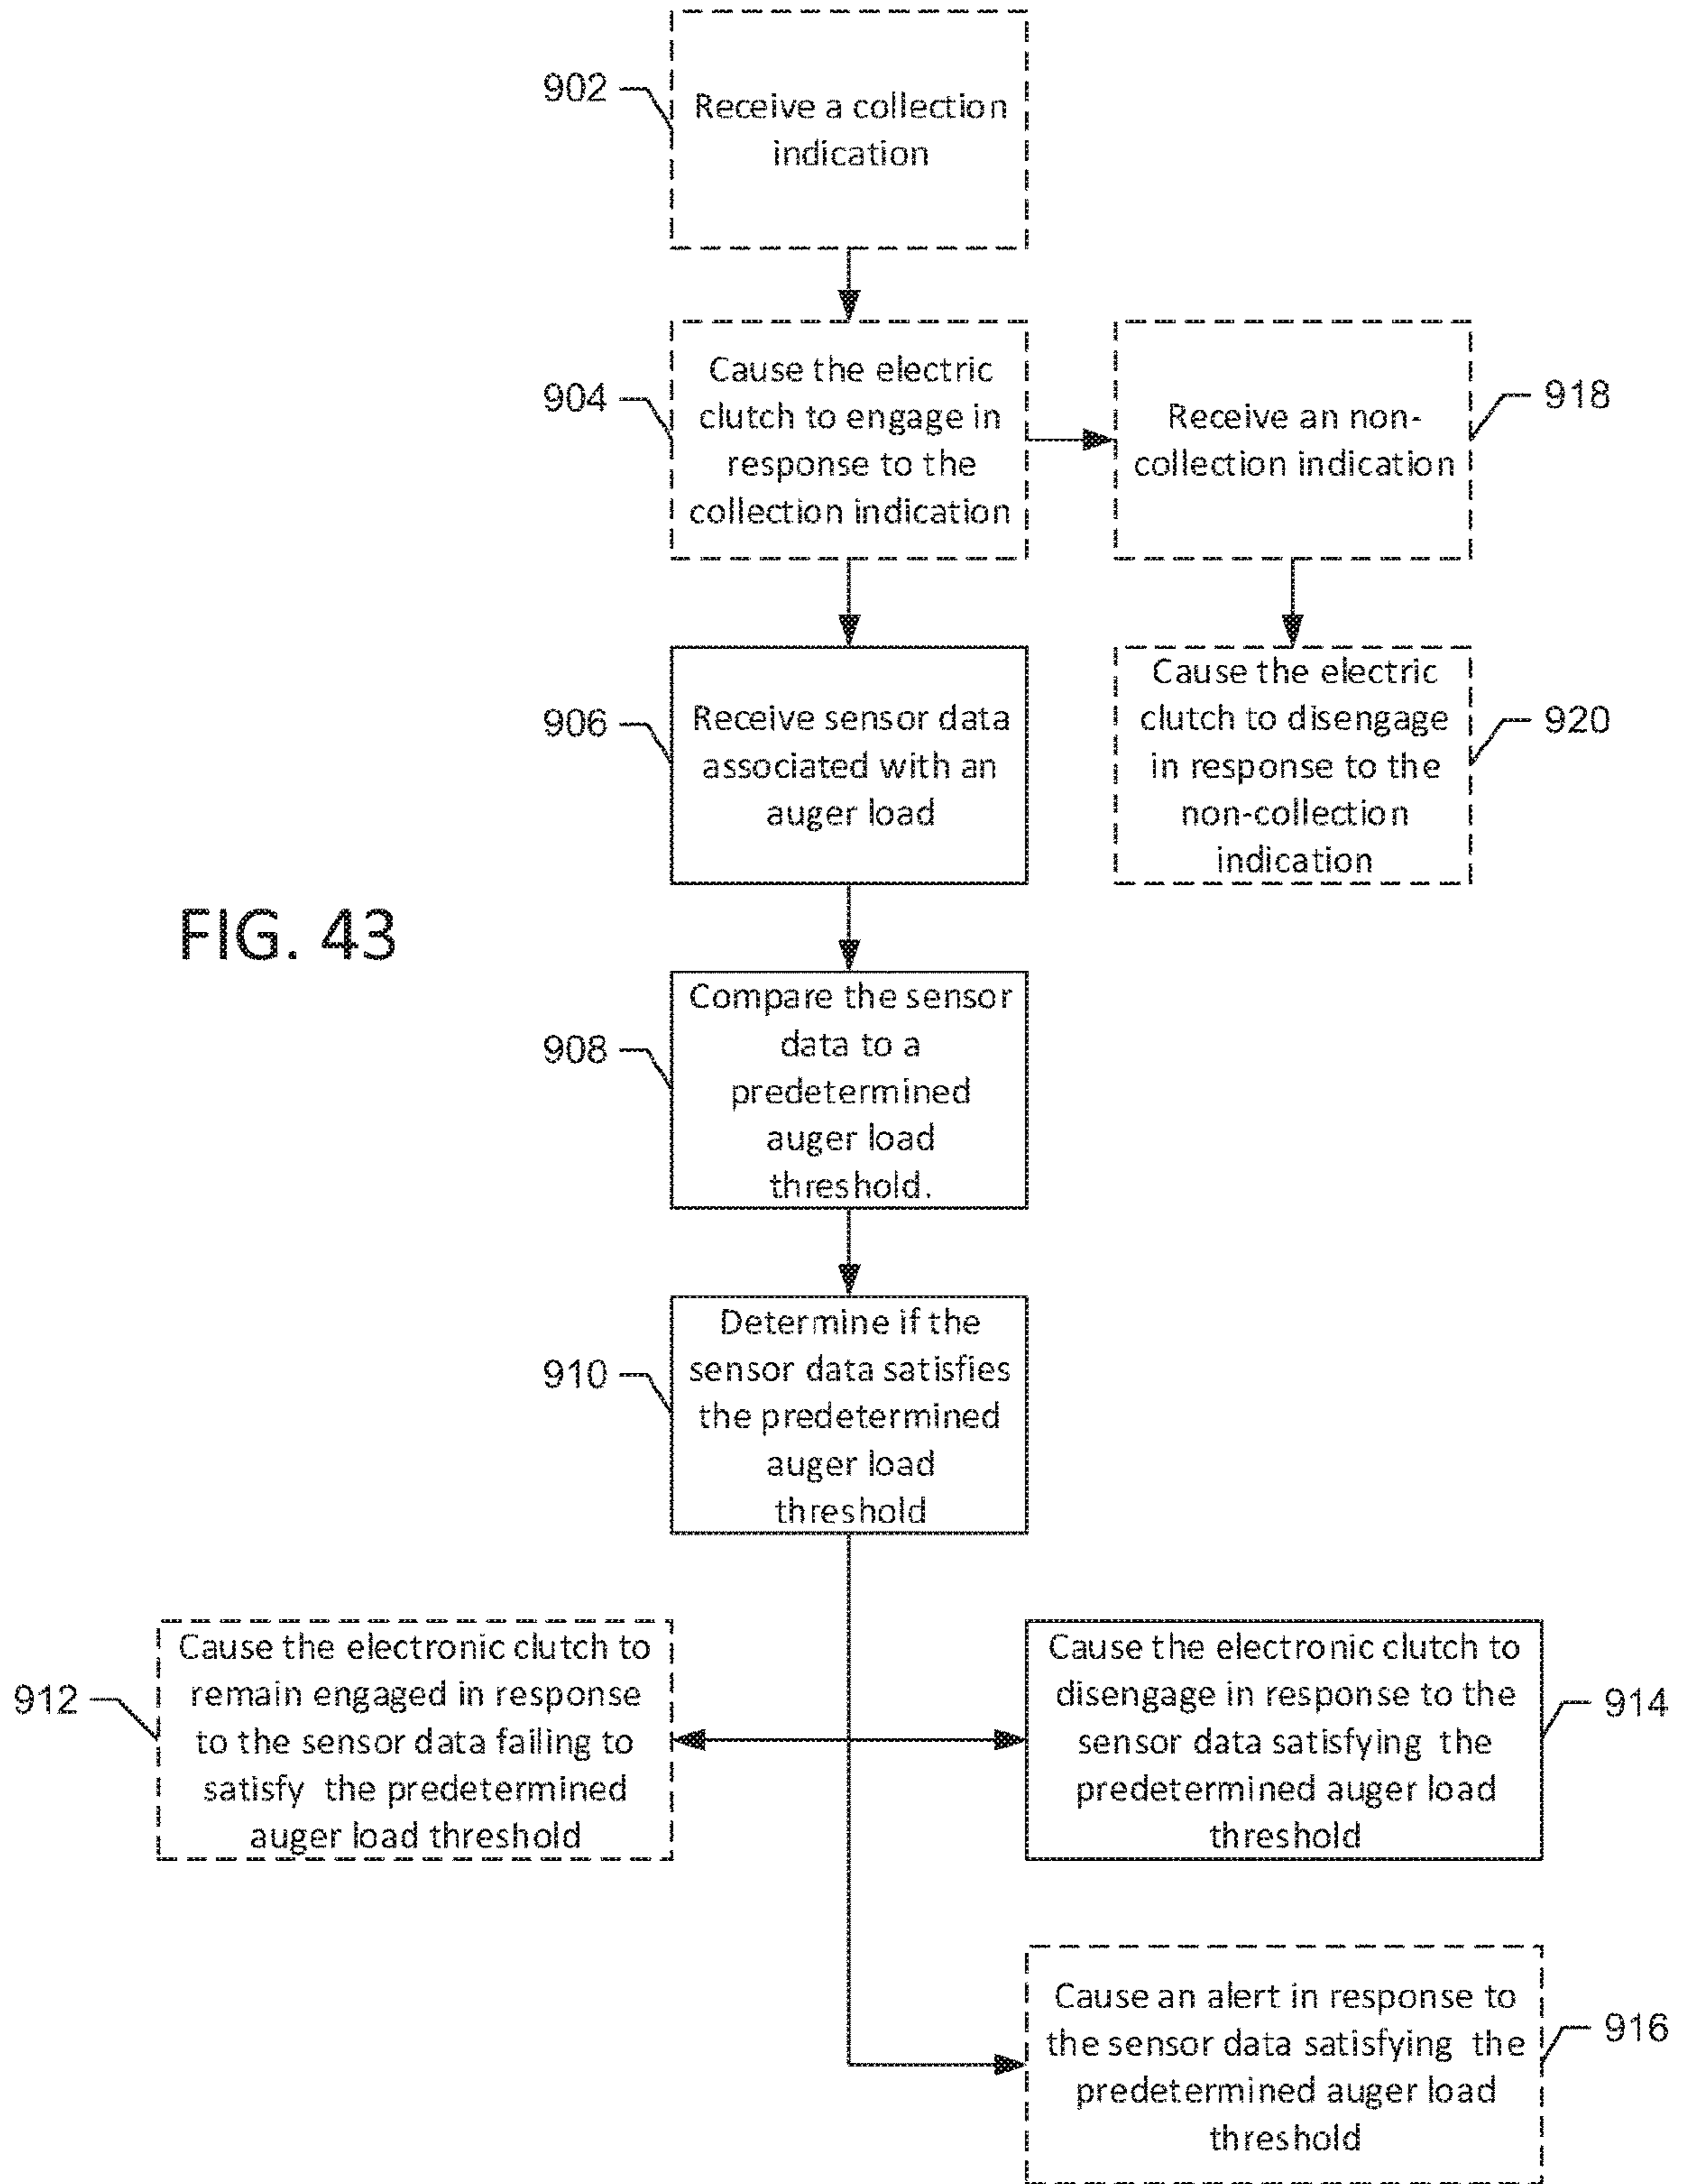 902
Receive a collection
indication
904
Cause the electric
clutch to engage in
response to the
collection indication
918
Receive an non-
collection indication
906
Receive sensor data
associated with an
auger load
920
Cause the electric
clutch to disengage
in response to the
non-collection
indication
FIG. 43
908
Compare the sensor
data to a
predetermined
auger load
threshold.
910
Determine if the
sensor data satisfies
the predetermined
auger load
threshold
912
Cause the electronic clutch to
remain engaged in response
to the sensor data failing to
satisfy the predetermined
auger load threshold
914
Cause the electronic clutch to
disengage in response to the
sensor data satisfying the
predetermined auger load
threshold
916
Cause an alert in response to
the sensor data satisfying the
predetermined auger load
threshold